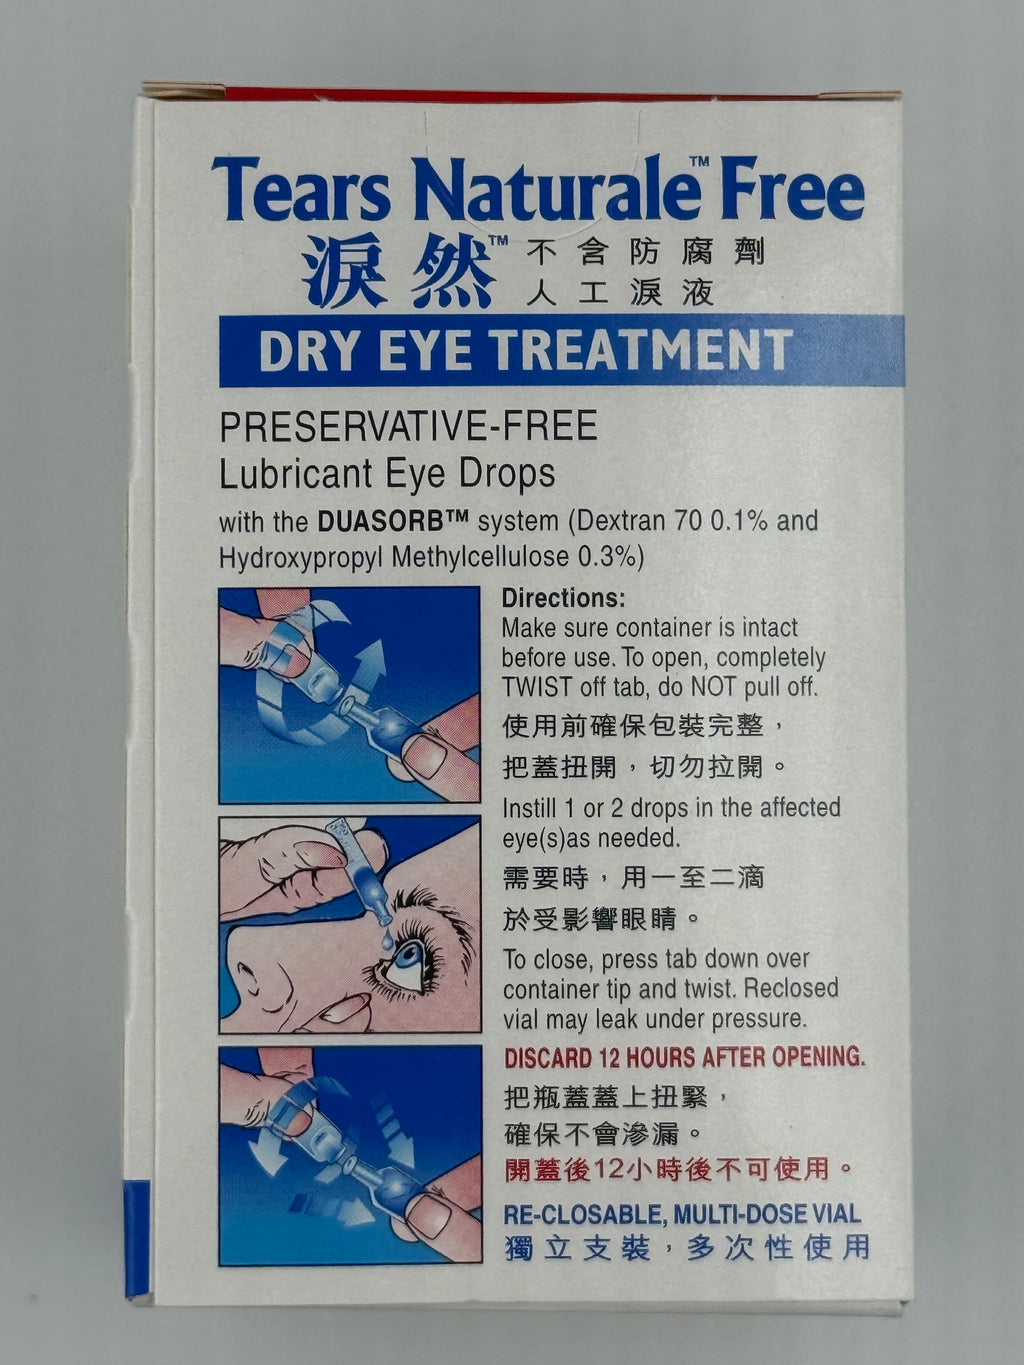 Tears Naturale™ Free
淚然™ 不含防腐劑
人工淚液
DRY EYE TREATMENT
PRESERVATIVE-FREE
Lubricant Eye Drops
with the DUASORB™ system (Dextran 70 0.1% and
Hydroxypropyl Methylcellulose 0.3%)
Directions:
Make sure container is intact
before use. To open, completely
TWIST off tab, do NOT pull off.
使用前確保包裝完整，
把蓋扭開，切勿拉開。
Instill 1 or 2 drops in the affected
eye(s)as needed.
需要時，用一至二滴
於受影響眼睛。
To close, press tab down over
container tip and twist. Reclosed
vial may leak under pressure.
DISCARD 12 HOURS AFTER OPENING.
把瓶蓋蓋上扭緊，
確保不會滲漏。
開蓋後12小時後不可使用。
RE-CLOSABLE, MULTI-DOSE VIAL
獨立支裝，多次性使用